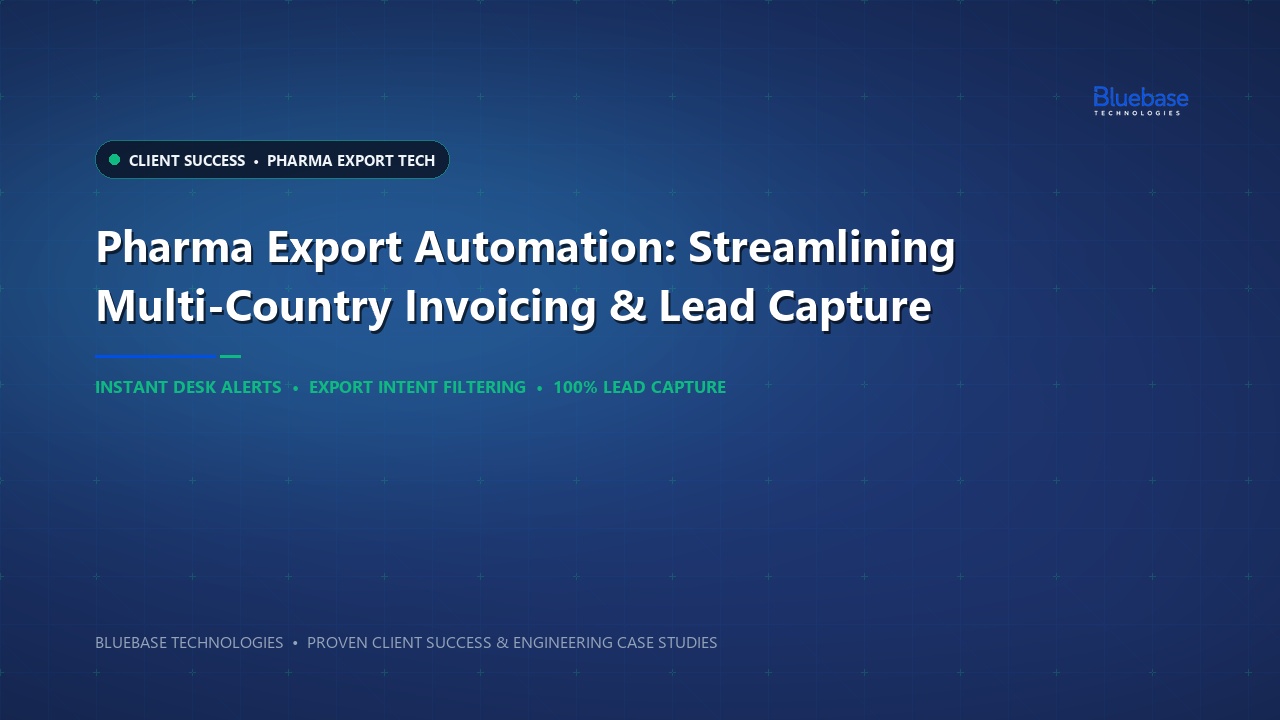 Bluebase
TECHNOLOGIES
CLIENT SUCCESS • PHARMA EXPORT TECH
Pharma Export Automation: Streamlining
Multi-Country Invoicing & Lead Capture
INSTANT DESK ALERTS • EXPORT INTENT FILTERING • 100% LEAD CAPTURE
BLUEBASE TECHNOLOGIES • PROVEN CLIENT SUCCESS & ENGINEERING CASE STUDIES